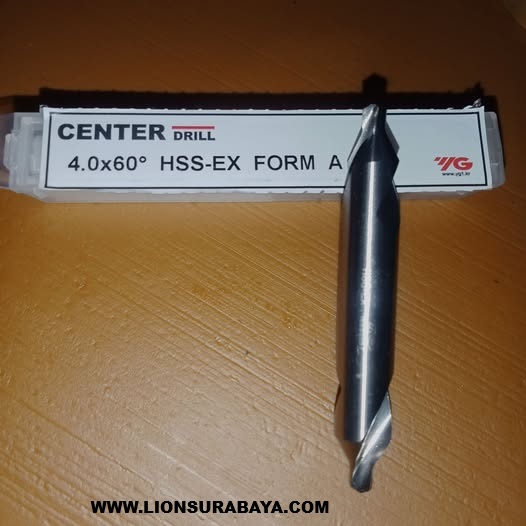 CENTER DRILL
4.0x60° HSS-EX FORM A
YG
www.yg1.kr
WWW.LIONSURABAYA.COM